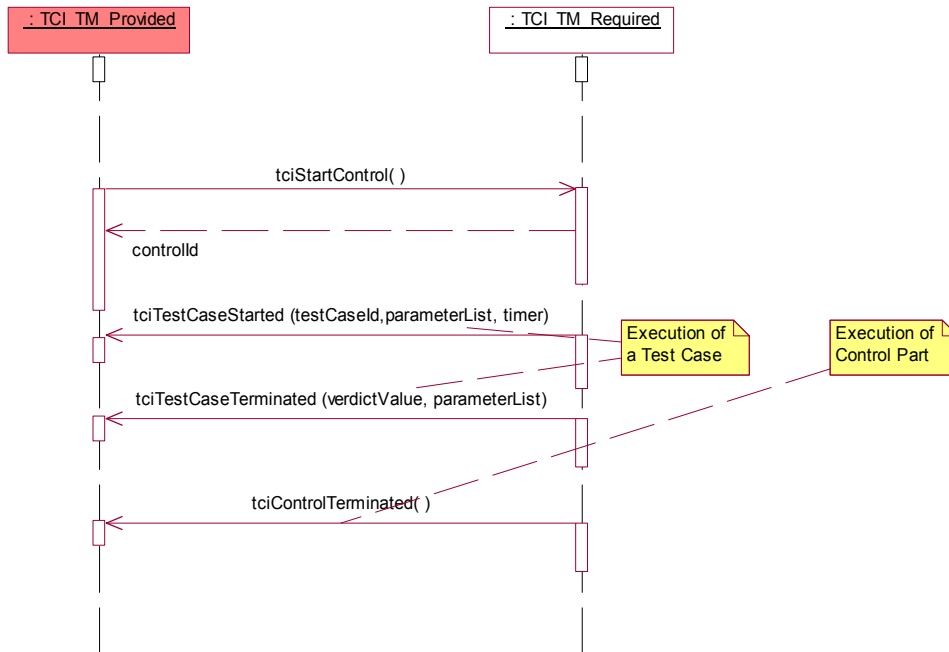 : TCI_TM_Provided
: TCI_TM_Required
tciStartControl( )
controlId
tciTestCaseStarted (testCaseId,parameterList, timer)
Execution of
a Test Case
Execution of
Control Part
tciTestCaseTerminated (verdictValue, parameterList)
tciControlTerminated( )